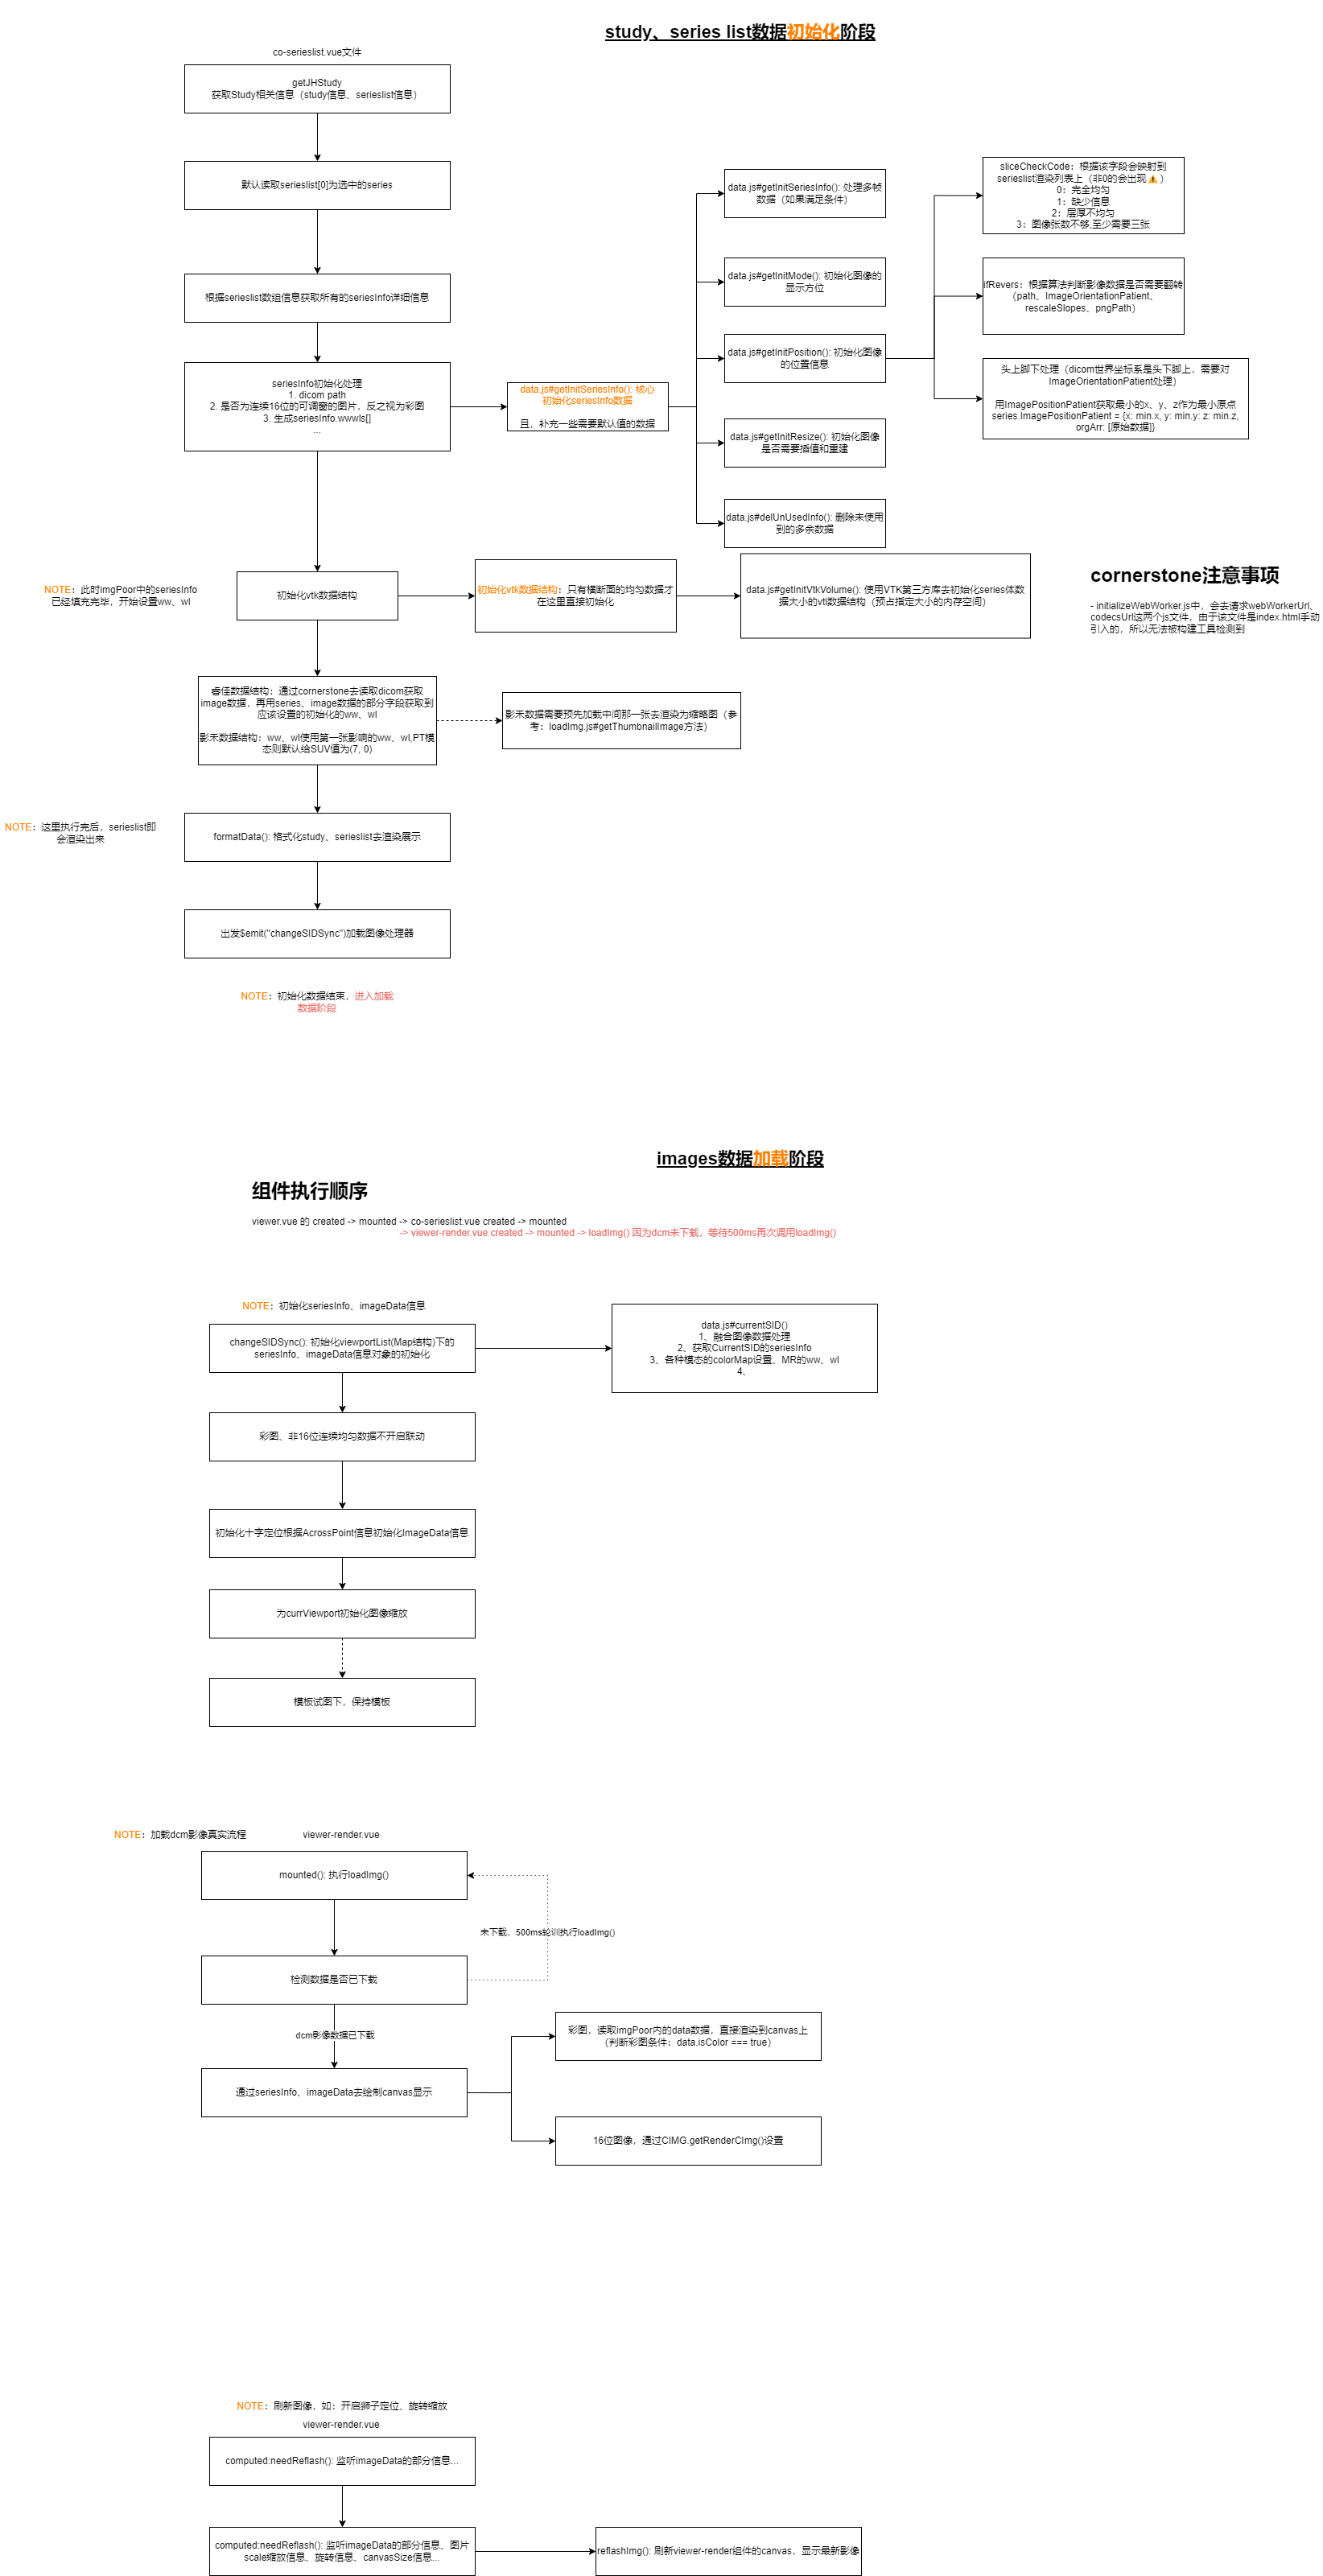 study、series list数据初始化阶段
co-serieslist.vue文件
getJHStudy
获取Study相关信息（study信息、serieslist信息）
默认读取serieslist[0]为选中的series
根据serieslist数组信息获取所有的seriesInfo详细信息
seriesInfo初始化处理
1. dicom path
2. 是否为连续16位的可调窗的图片，反之视为彩图
3. 生成seriesInfo.wwwls[]
...
data.js#getInitSeriesInfo(): 核心
初始化seriesInfo数据
且，补充一些需要默认值的数据
data.js#getInitSeriesInfo(): 处理多帧
数据（如果满足条件）
data.js#getInitMode(): 初始化图像的
显示方位
data.js#getInitPosition(): 初始化图像
的位置信息
data.js#getInitResize(): 初始化图像
是否需要插值和重建
data.js#delUnUsedInfo(): 删除未使用
到的多余数据
sliceCheckCode：根据该字段会映射到
serieslist渲染列表上（非0的会出现⚠️）
0：完全均匀
1：缺少信息
2：层厚不均匀
3：图像张数不够,至少需要三张
ifRevers：根据算法判断影像数据是否需要翻转
（path、ImageOrientationPatient、
rescaleSlopes、pngPath）
头上脚下处理（dicom世界坐标系是头下脚上，需要对
ImageOrientationPatient处理）
用ImagePositionPatient获取最小的x、y、z作为最小原点
series.ImagePositionPatient = {x: min.x, y: min.y: z: min.z,
orgArr: [原始数据]}
NOTE：此时imgPoor中的seriesInfo
已经填充完毕，开始设置ww、wl
初始化vtk数据结构
初始化vtk数据结构：只有横断面的均匀数据才
在这里直接初始化
data.js#getInitVtkVolume(): 使用VTK第三方库去初始化series体数
据大小的vtl数据结构（预占指定大小的内存空间）
cornerstone注意事项
- initializeWebWorker.js中，会去请求webWorkerUrl、
codecsUrl这两个js文件，由于该文件是index.html手动
引入的，所以无法被构建工具检测到
睿佳数据结构：通过cornerstone去读取dicom获取
image数据，再用series、image数据的部分字段获取到
应该设置的初始化的ww、wl
影禾数据结构：ww、wl使用第一张影响的ww、wl,PT模
态则默认给SUV值为(7, 0)
影禾数据需要预先加载中间那一张去渲染为缩略图（参
考：loadImg.js#getThumbnailImage方法）
NOTE：这里执行完后，serieslist即
会渲染出来
formatData(): 格式化study、serieslist去渲染展示
出发$emit("changeSIDSync")加载图像处理器
NOTE：初始化数据结束，进入加载
数据阶段
images数据加载阶段
组件执行顺序
viewer.vue 的 created -> mounted -> co-serieslist.vue created -> mounted
-> viewer-render.vue created -> mounted -> loadImg() 因为dcm未下载，等待500ms再次调用loadImg()
NOTE：初始化seriesInfo、imageData信息
changeSIDSync(): 初始化viewportList(Map结构)下的
seriesInfo、imageData信息对象的初始化
data.js#currentSID()
1、融合图像数据处理
2、获取CurrentSID的seriesInfo
3、各种模态的colorMap设置、MR的ww、wl
4、
彩图、非16位连续均匀数据不开启联动
初始化十字定位根据AcrossPoint信息初始化ImageData信息
为currViewport初始化图像缩放
模板试图下，保持模板
NOTE：加载dcm影像真实流程
viewer-render.vue
mounted(): 执行loadImg()
未下载，500ms轮训执行loadImg()
检测数据是否已下载
dcm影像数据已下载
彩图，读取imgPoor内的data数据，直接渲染到canvas上
（判断彩图条件：data.isColor === true）
通过seriesInfo、imageData去绘制canvas显示
16位图像，通过CIMG.getRenderCImg()设置
NOTE：刷新图像，如：开启狮子定位、旋转缩放
viewer-render.vue
computed:needReflash(): 监听imageData的部分信息...
computed:needReflash(): 监听imageData的部分信息、图片
scale缩放信息、旋转信息、canvasSize信息...
reflashImg(): 刷新viewer-render组件的canvas，显示最新影像